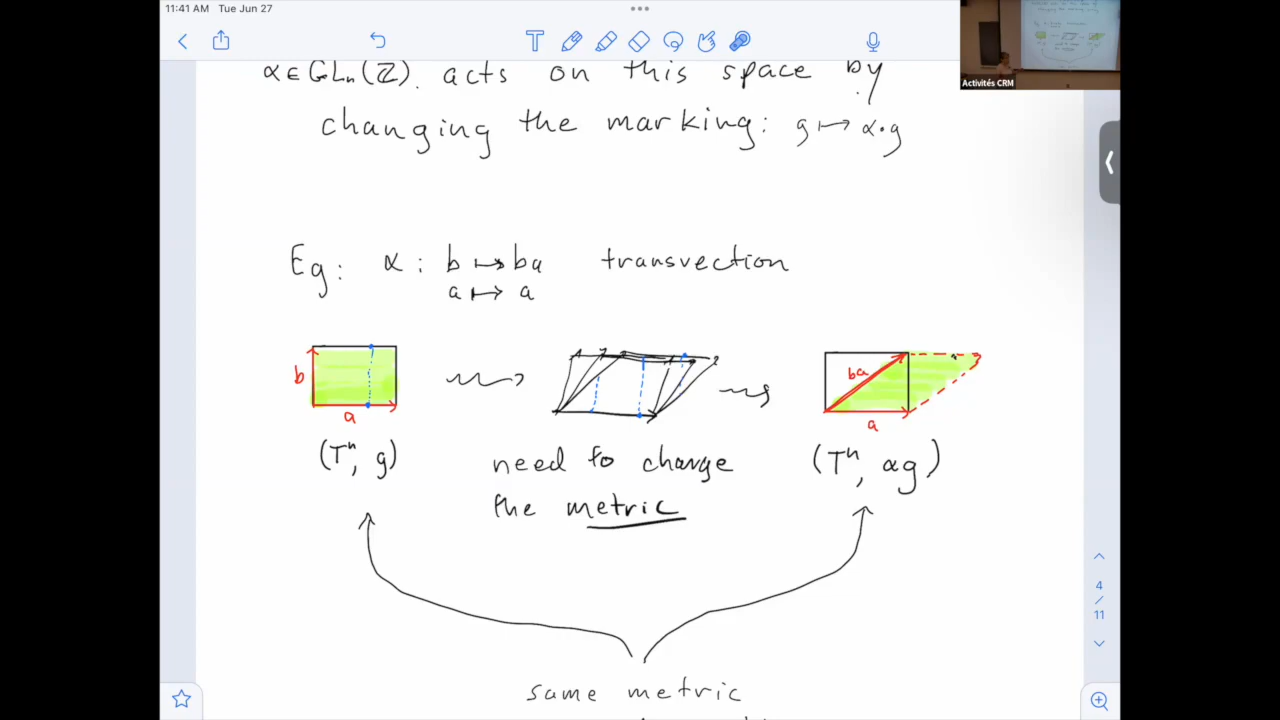 11:41 AM Tue Jun 27
Activités CRM
α ∈ GLn(ℤ) acts on this space by
changing the marking: g ↦ α·g
Eg: α: b ↦ ba transvection
a ↦ a
b
a
ba
a
(Tⁿ, g)
need to change
the metric
(Tⁿ, αg)
same metric
4
/
11